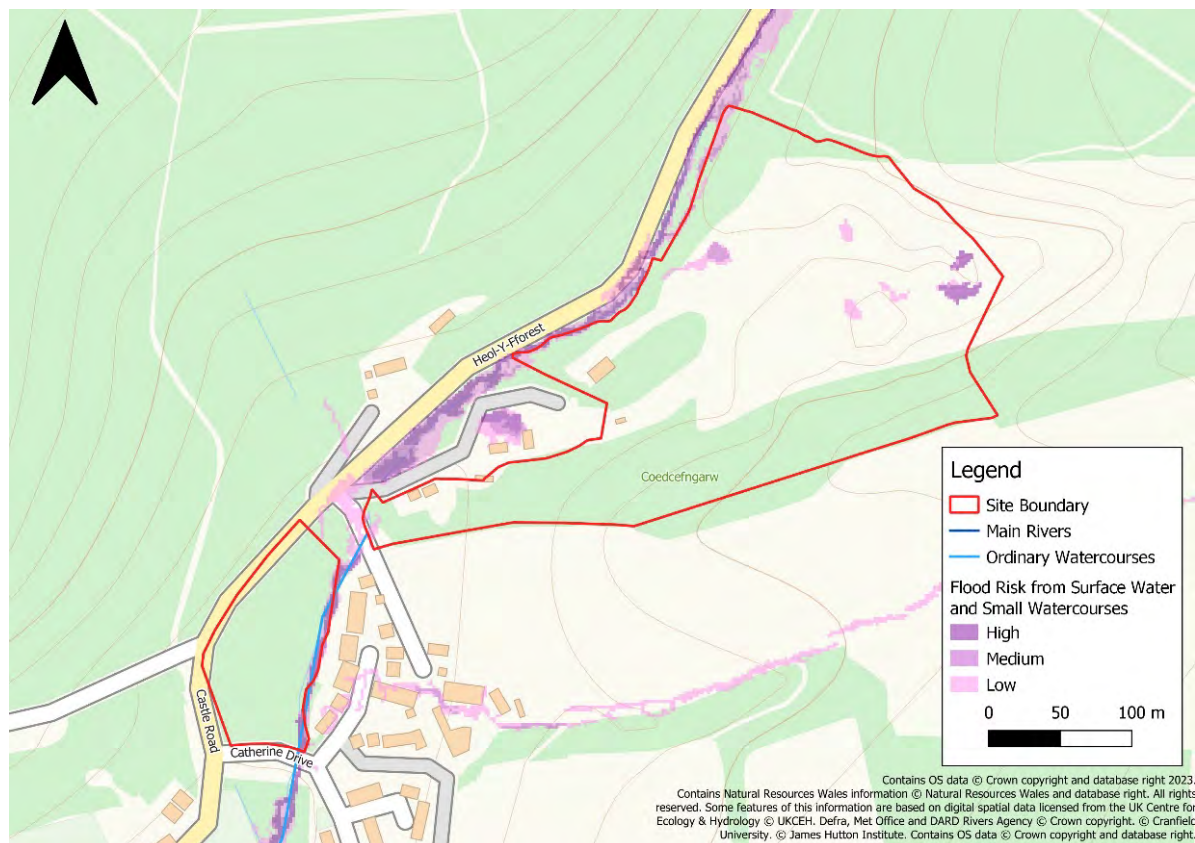 Heol-Y-Fforest
Coedcefngarw
Castle Road
Catherine Drive
Legend
Site Boundary
Main Rivers
Ordinary Watercourses
Flood Risk from Surface Water
and Small Watercourses
High
Medium
Low
0 50 100 m
Contains OS data © Crown copyright and database right 2023.
Contains Natural Resources Wales information © Natural Resources Wales and database right. All rights
reserved. Some features of this information are based on digital spatial data licensed from the UK Centre for
Ecology & Hydrology © UKCEH. Defra, Met Office and DARD Rivers Agency © Crown copyright. © Cranfield
University. © James Hutton Institute. Contains OS data © Crown copyright and database right.